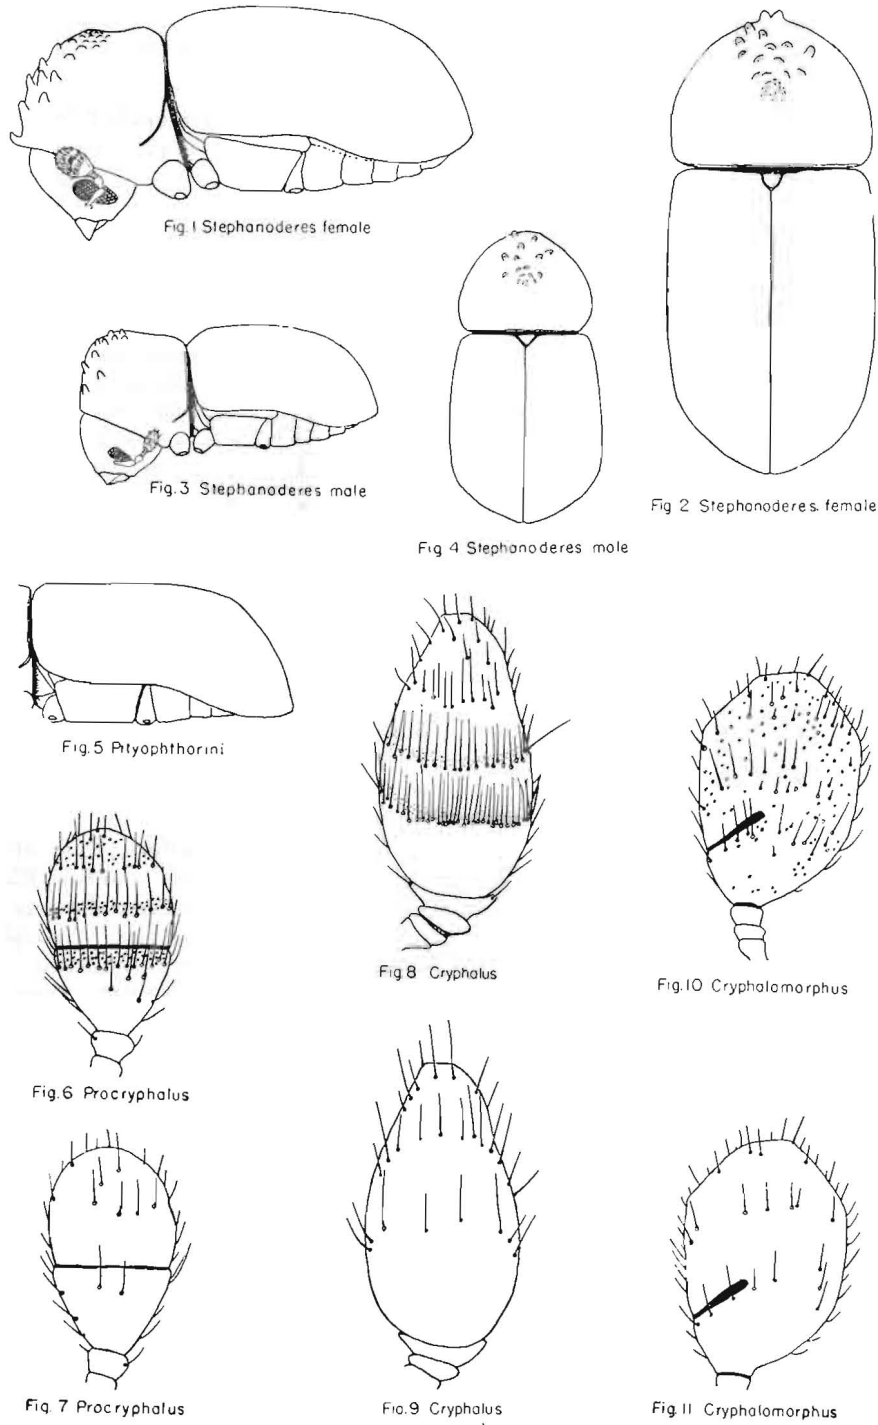 Fig. 1 Stephanoderes female
Fig 2 Stephanoderes. female
Fig. 3 Stephanoderes male
Fig 4 Stephanoderes male
Fig. 5 Pityophthorini
Fig. 8 Cryphalus
Fig. 10 Cryphalomorphus
Fig. 6 Procryphalus
Fig. 7 Procryphalus
Fig. 9 Cryphalus
Fig. 11 Cryphalomorphus